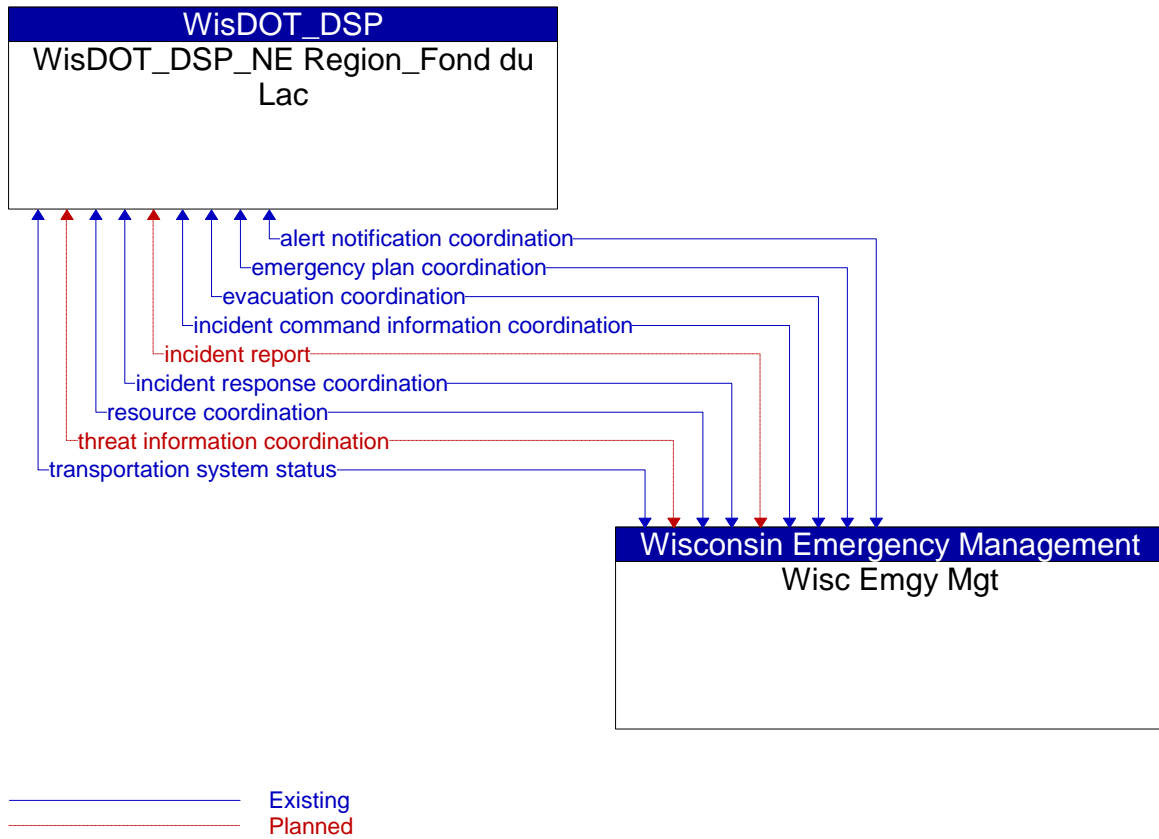 WisDOT_DSP
WisDOT_DSP_NE Region_Fond du
Lac
alert notification coordination
emergency plan coordination
evacuation coordination
incident command information coordination
incident report
incident response coordination
resource coordination
threat information coordination
transportation system status
Wisconsin Emergency Management
Wisc Emgy Mgt
Existing
Planned